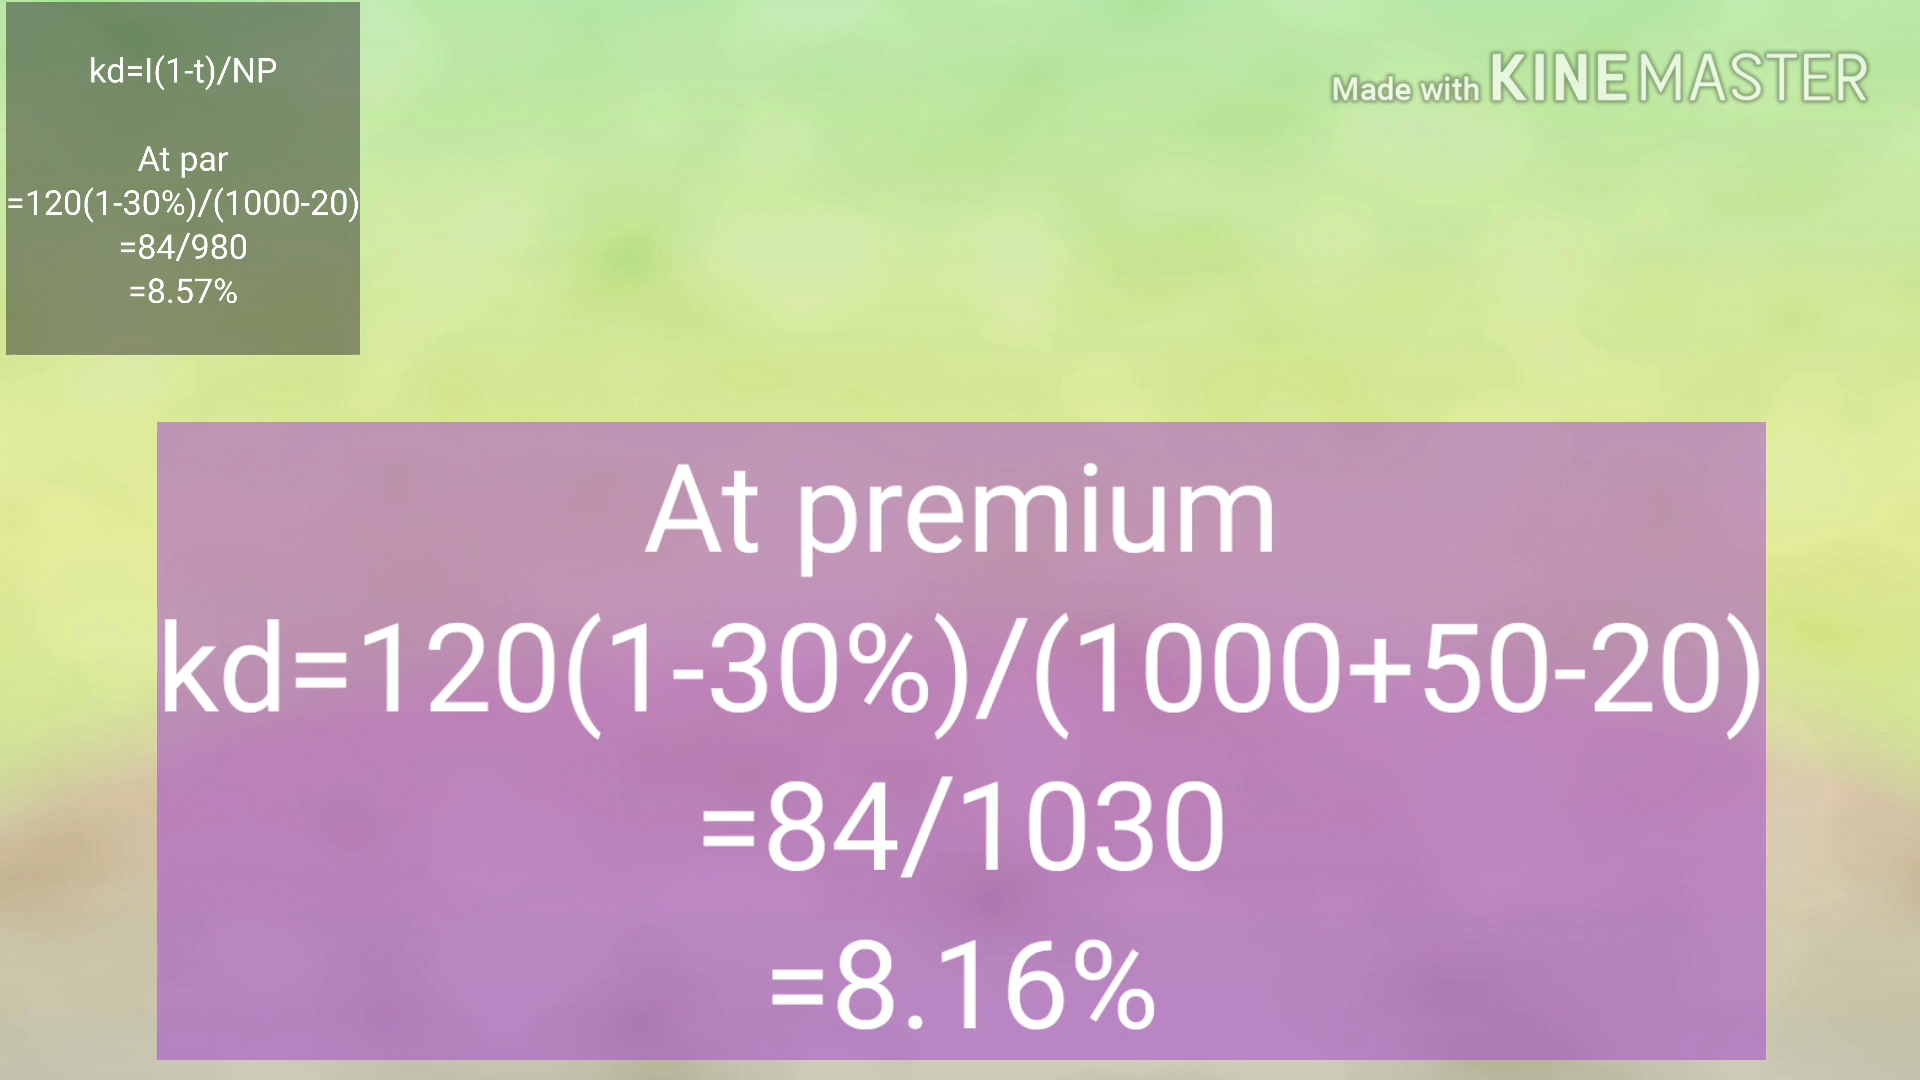 kd=I(1-t)/NP
At par
=120(1-30%)/(1000-20)
=84/980
=8.57%
Made with KINEMASTER
At premium
kd=120(1-30%)/(1000+50-20)
=84/1030
=8.16%